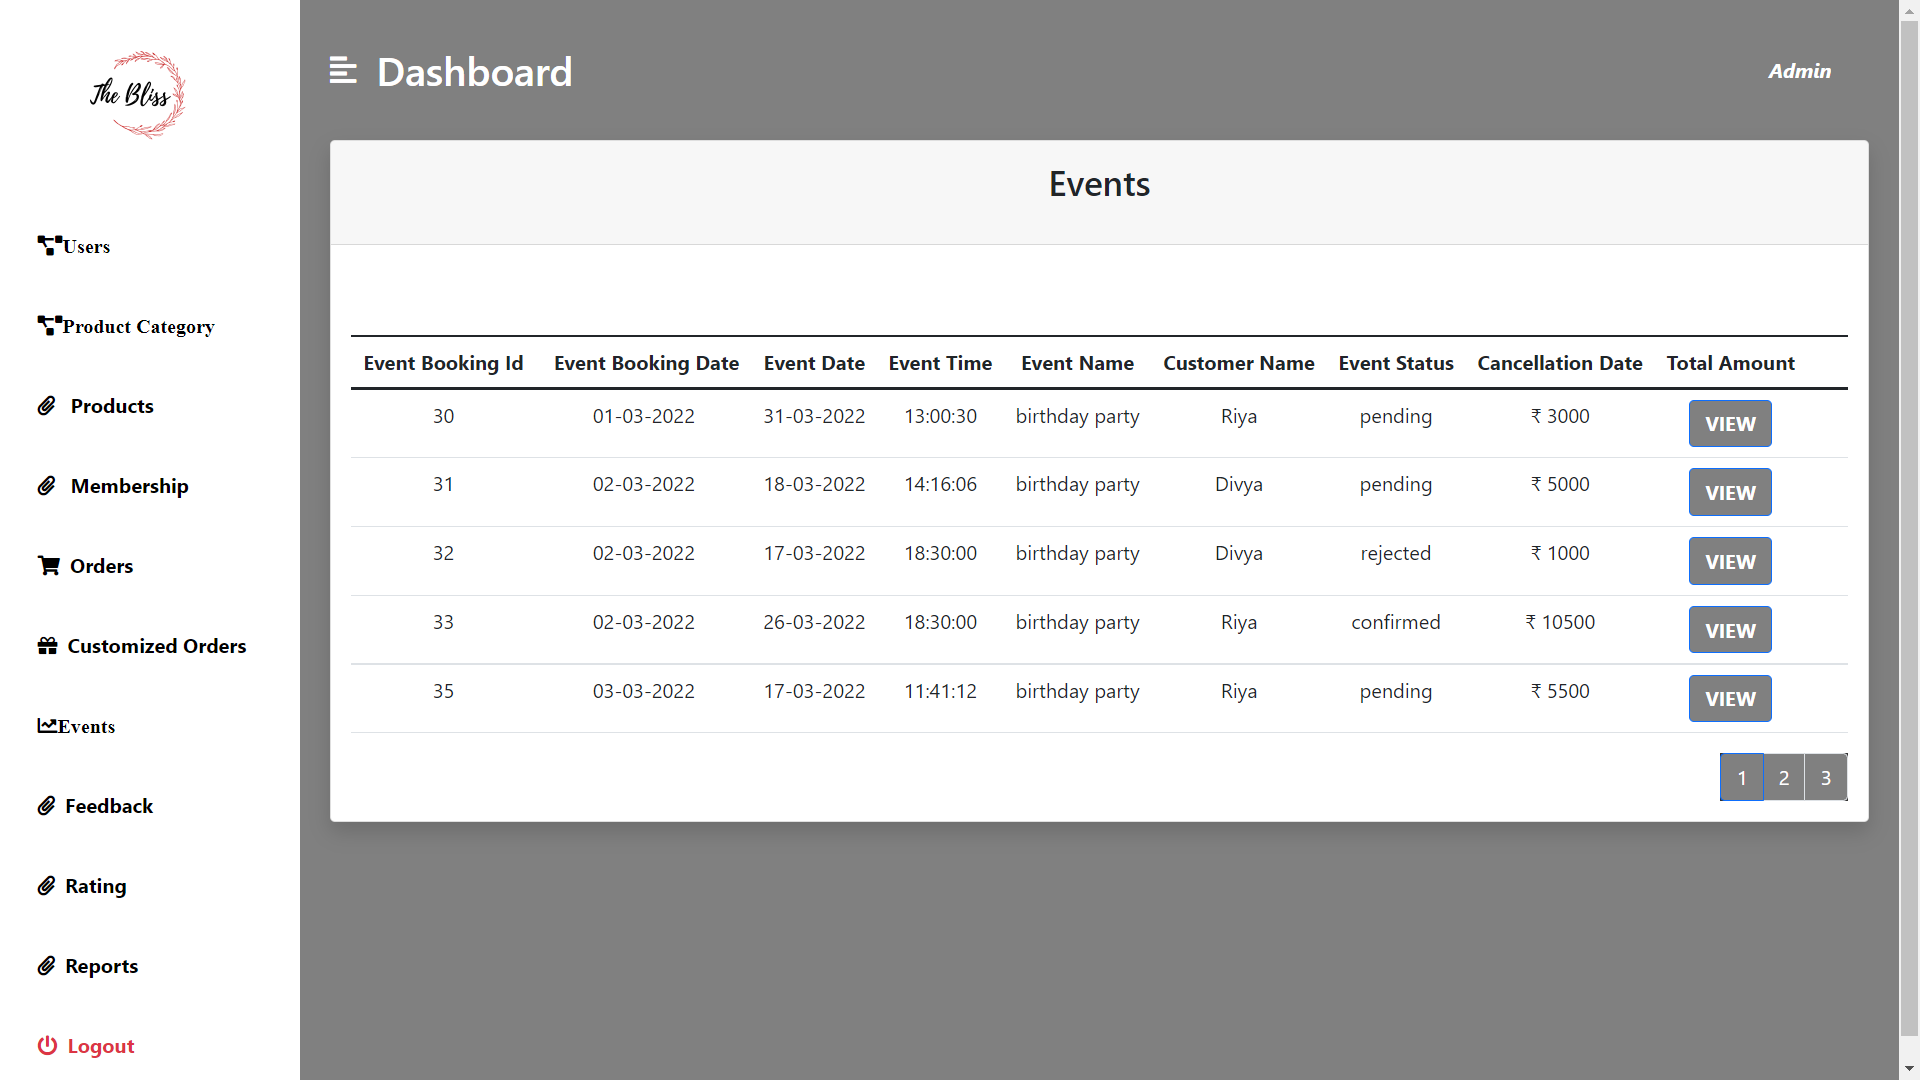 The Bliss
Dashboard
Admin
Users
Product Category
Products
Membership
Orders
Customized Orders
Events
Feedback
Rating
Reports
Logout
Events
Event Booking Id Event Booking Date Event Date Event Time Event Name Customer Name Event Status Cancellation Date Total Amount
30 01-03-2022 31-03-2022 13:00:30 birthday party Riya pending ₹ 3000 VIEW
31 02-03-2022 18-03-2022 14:16:06 birthday party Divya pending ₹ 5000 VIEW
32 02-03-2022 17-03-2022 18:30:00 birthday party Divya rejected ₹ 1000 VIEW
33 02-03-2022 26-03-2022 18:30:00 birthday party Riya confirmed ₹ 10500 VIEW
35 03-03-2022 17-03-2022 11:41:12 birthday party Riya pending ₹ 5500 VIEW
1 2 3